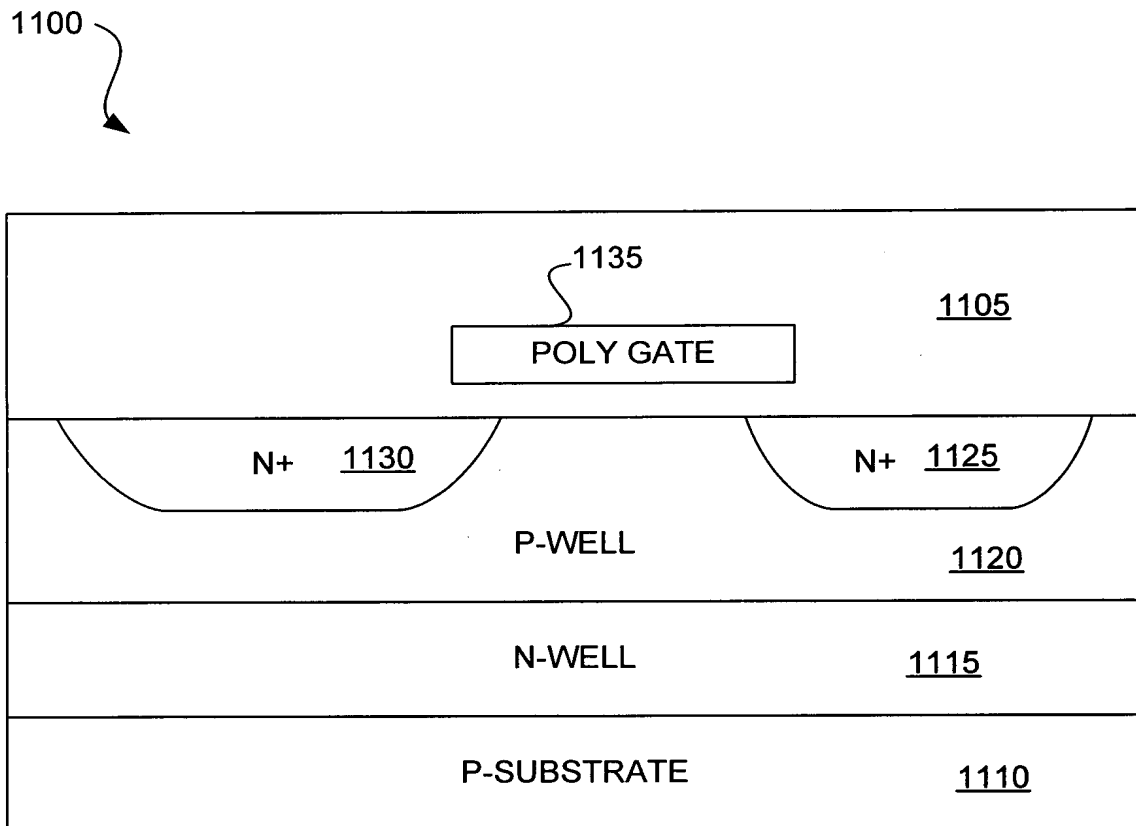 1100
1135
1105
POLY GATE
N+ 1130
N+ 1125
P-WELL
1120
N-WELL
1115
P-SUBSTRATE
1110